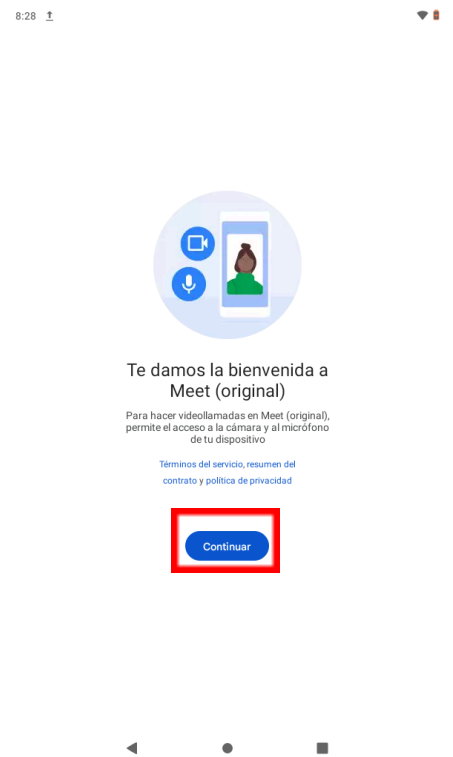 8:28
Te damos la bienvenida a
Meet (original)
Para hacer videollamadas en Meet (original),
permite el acceso a la cámara y al micrófono
de tu dispositivo
Términos del servicio, resumen del
contrato y política de privacidad
Continuar